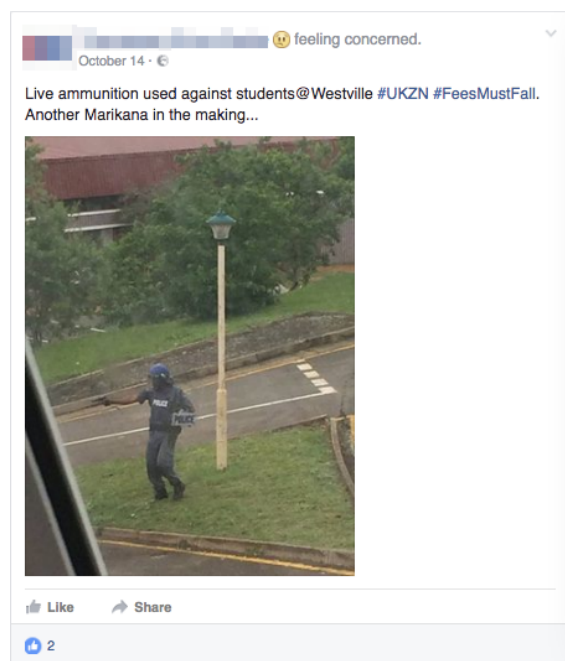 feeling concerned.
October 14 ·
Live ammunition used against students@Westville #UKZN #FeesMustFall.
Another Marikana in the making...
POLICE
POLICE
Like Share
2